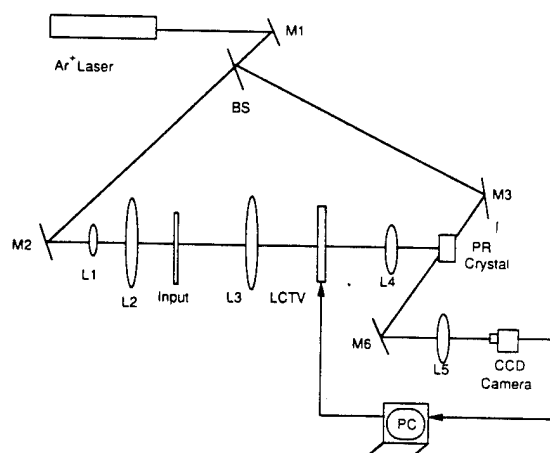 M1
Ar+ Laser
BS
M3
M2
L1
L2
Input
L3
LCTV
L4
PR
Crystal
M6
L5
CCD
Camera
PC